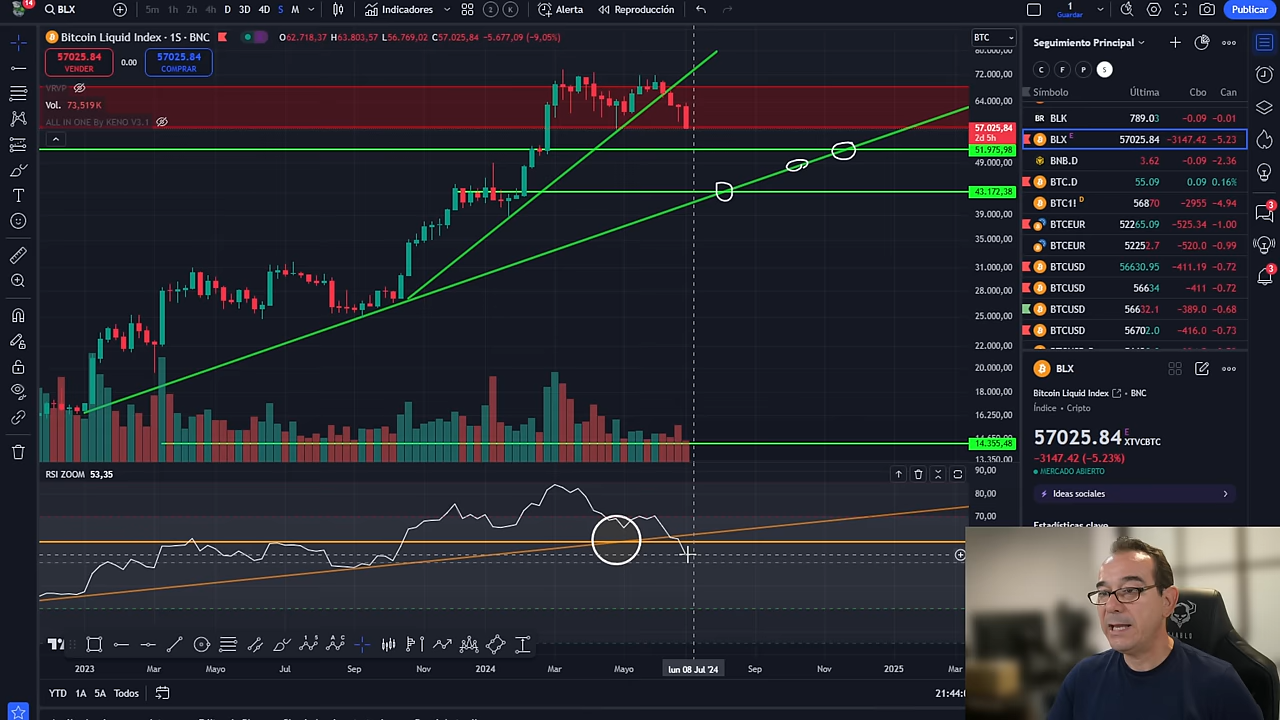 14 BLX 5m 1h 2h 4h D 3D 4D S M Indicadores Alerta Reproducción 1 Guardar Publicar
Bitcoin Liquid Index · 1S · BNC O62.718,37 H63.803,57 L56.769,02 C57.025,84 -5.677,09 (-9,05%)
57025.84 VENDER 0.00 57025.84 COMPRAR
VRVP
Vol. 73,519K
ALL IN ONE By KENO V3.1
BTC
80.000,00
72.000,00
64.000,00
57.025,84
2d 5h
51.975,98
49.000,00
43.172,38
39.000,00
35.000,00
31.000,00
28.000,00
25.000,00
22.000,00
20.000,00
18.000,00
16.250,00
14.355,48
13.350,00
RSI ZOOM 53,35
90,00
80,00
70,00
2023 Mar Mayo Jul Sep Nov 2024 Mar Mayo lun 08 Jul '24 Sep Nov 2025 Mar
YTD 1A 5A Todos 21:44:0
Seguimiento Principal
C F P S
Símbolo Última Cbo Can
BR BLK 789.03 -0.09 -0.01
BLX E 57025.84 -3147.42 -5.23
BNB.D 3.62 -0.09 -2.36
BTC.D 55.09 0.09 0.16%
BTC1! D 56870 -2955 -4.94
BTCEUR 52265.09 -525.34 -1.00
BTCEUR 52252.7 -520.0 -0.99
BTCUSD 56630.95 -411.19 -0.72
BTCUSD 56634 -411 -0.72
BTCUSD 56632.1 -389.0 -0.68
BTCUSD 56702.0 -416.0 -0.73
3
3
BLX
Bitcoin Liquid Index · BNC
Índice · Cripto
57025.84 E XTVCBTC
-3147.42 (-5.23%)
MERCADO ABIERTO
Ideas sociales
Estadísticas clave